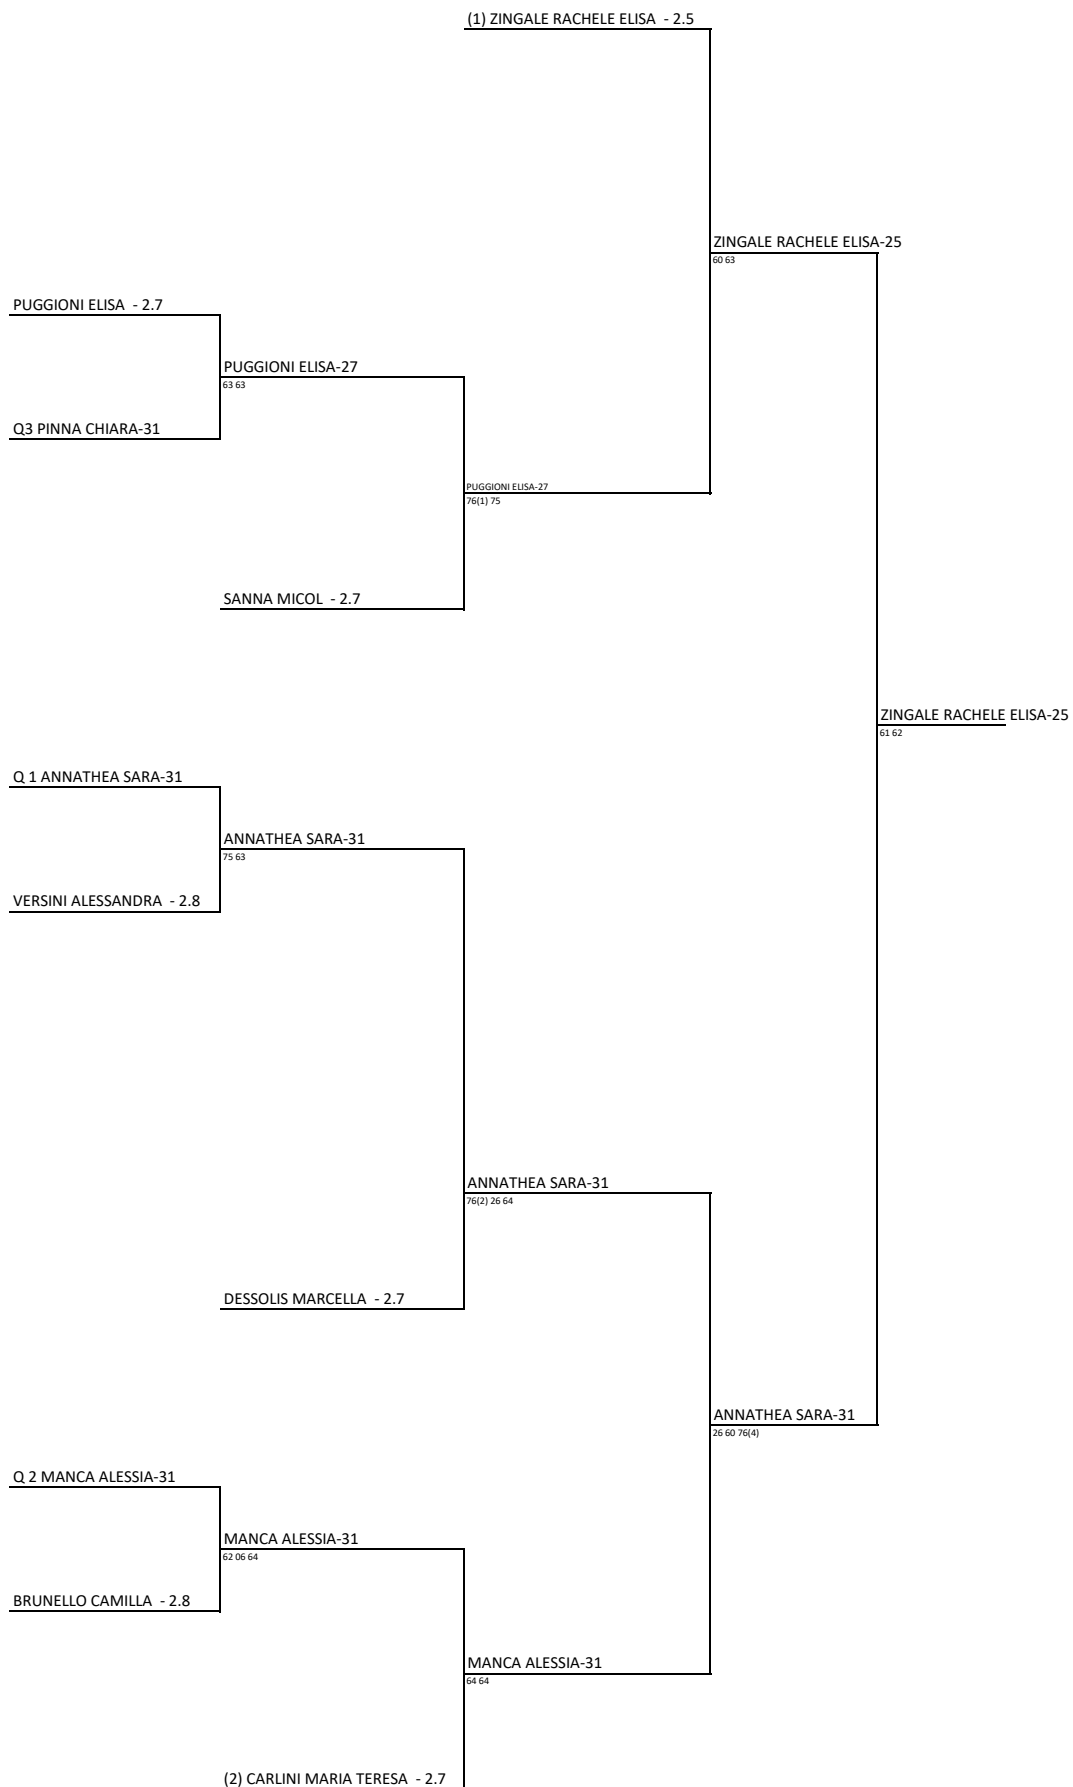 (1) ZINGALE RACHELE ELISA  - 2.5
ZINGALE RACHELE ELISA-25
60 63
PUGGIONI ELISA  - 2.7
PUGGIONI ELISA-27
63 63
Q3 PINNA CHIARA-31
PUGGIONI ELISA-27
76(1) 75
SANNA MICOL  - 2.7
ZINGALE RACHELE ELISA-25
61 62
Q 1 ANNATHEA SARA-31
ANNATHEA SARA-31
75 63
VERSINI ALESSANDRA  - 2.8
ANNATHEA SARA-31
76(2) 26 64
DESSOLIS MARCELLA  - 2.7
ANNATHEA SARA-31
26 60 76(4)
Q 2 MANCA ALESSIA-31
MANCA ALESSIA-31
62 06 64
BRUNELLO CAMILLA  - 2.8
MANCA ALESSIA-31
64 64
(2) CARLINI MARIA TERESA  - 2.7